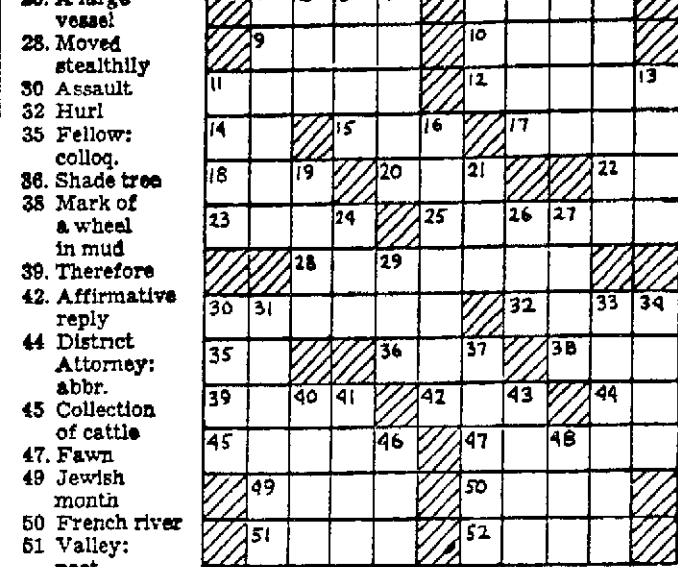 vessel
28. Moved
stealthily
30 Assault
32 Hurl
35 Fellow:
colloq.
36. Shade tree
38 Mark of
a wheel
in mud
39. Therefore
42. Affirmative
reply
44 District
Attorney:
abbr.
45 Collection
of cattle
47. Fawn
49 Jewish
month
50 French river
51 Valley:
9 10
11 12 13
14 15 16 17
18 19 20 21 22
23 24 25 26 27
28 29
30 31 32 33 34
35 36 37 38
39 40 41 42 43 44
45 46 47 48
49 50
51 52